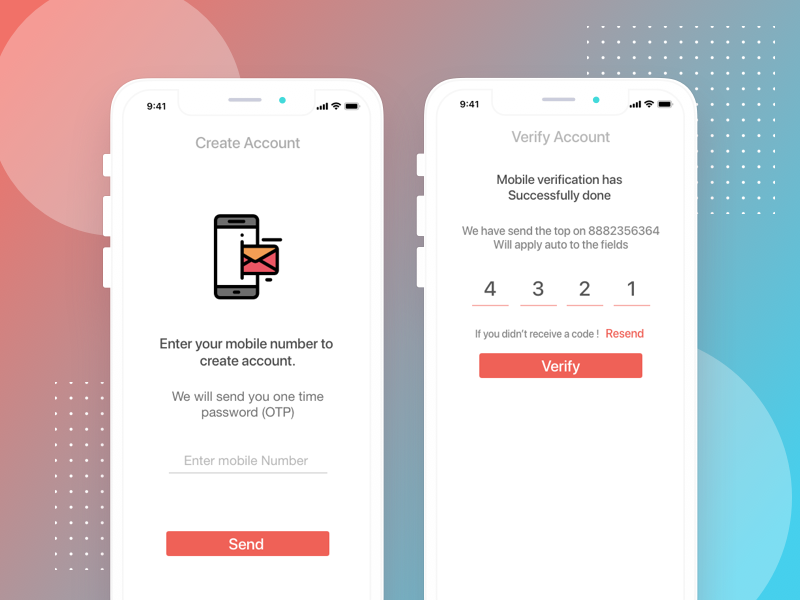 9:41
Create Account
Enter your mobile number to
create account.
We will send you one time
password (OTP)
Enter mobile Number
Send
9:41
Verify Account
Mobile verification has
Successfully done
We have send the top on 8882356364
Will apply auto to the fields
4 3 2 1
If you didn't receive a code ! Resend
Verify